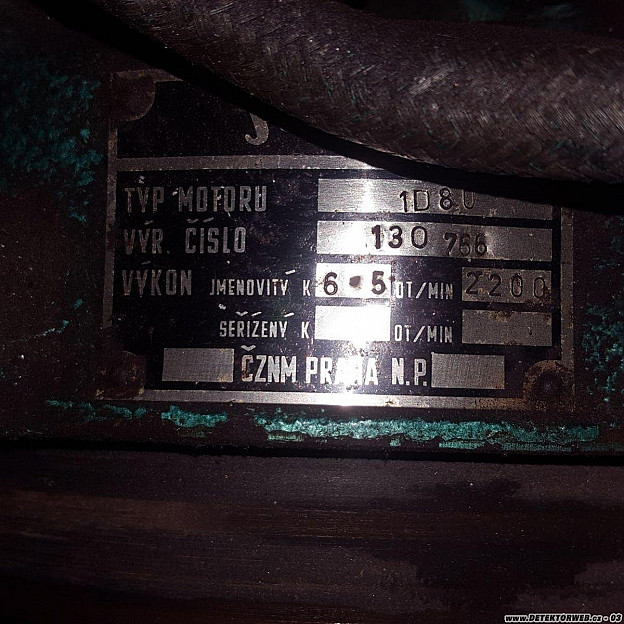 J
TYP MOTORU 1D80
VÝR. ČÍSLO 130 766
VÝKON JMENOVITÝ K 6.5 OT/MIN 2200
SEŘÍZENÝ K OT/MIN
ČZNM PRAHA N.P.
www.DETEKTORWEB.cz - 03